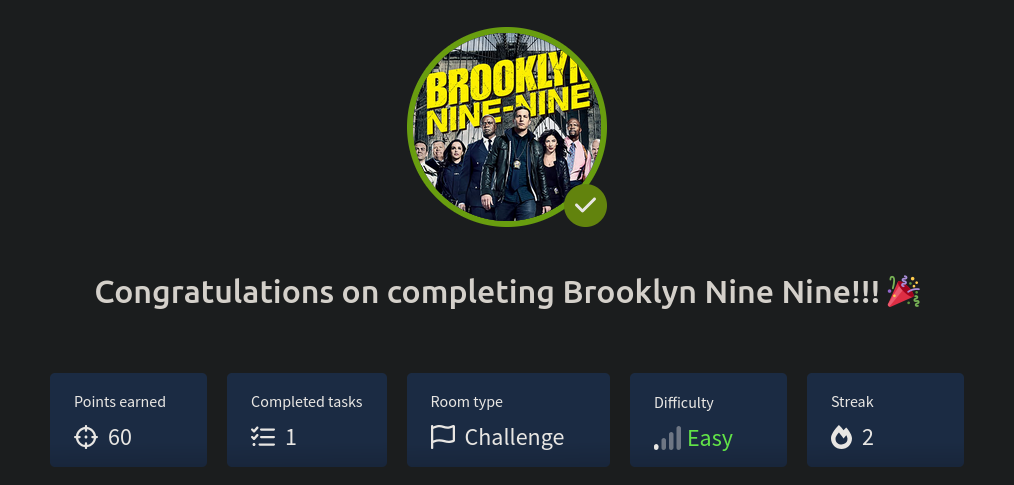 BROOKLYN
NINE-NINE
Congratulations on completing Brooklyn Nine Nine!!! 🎉
Points earned
60
Completed tasks
1
Room type
Challenge
Difficulty
Easy
Streak
2